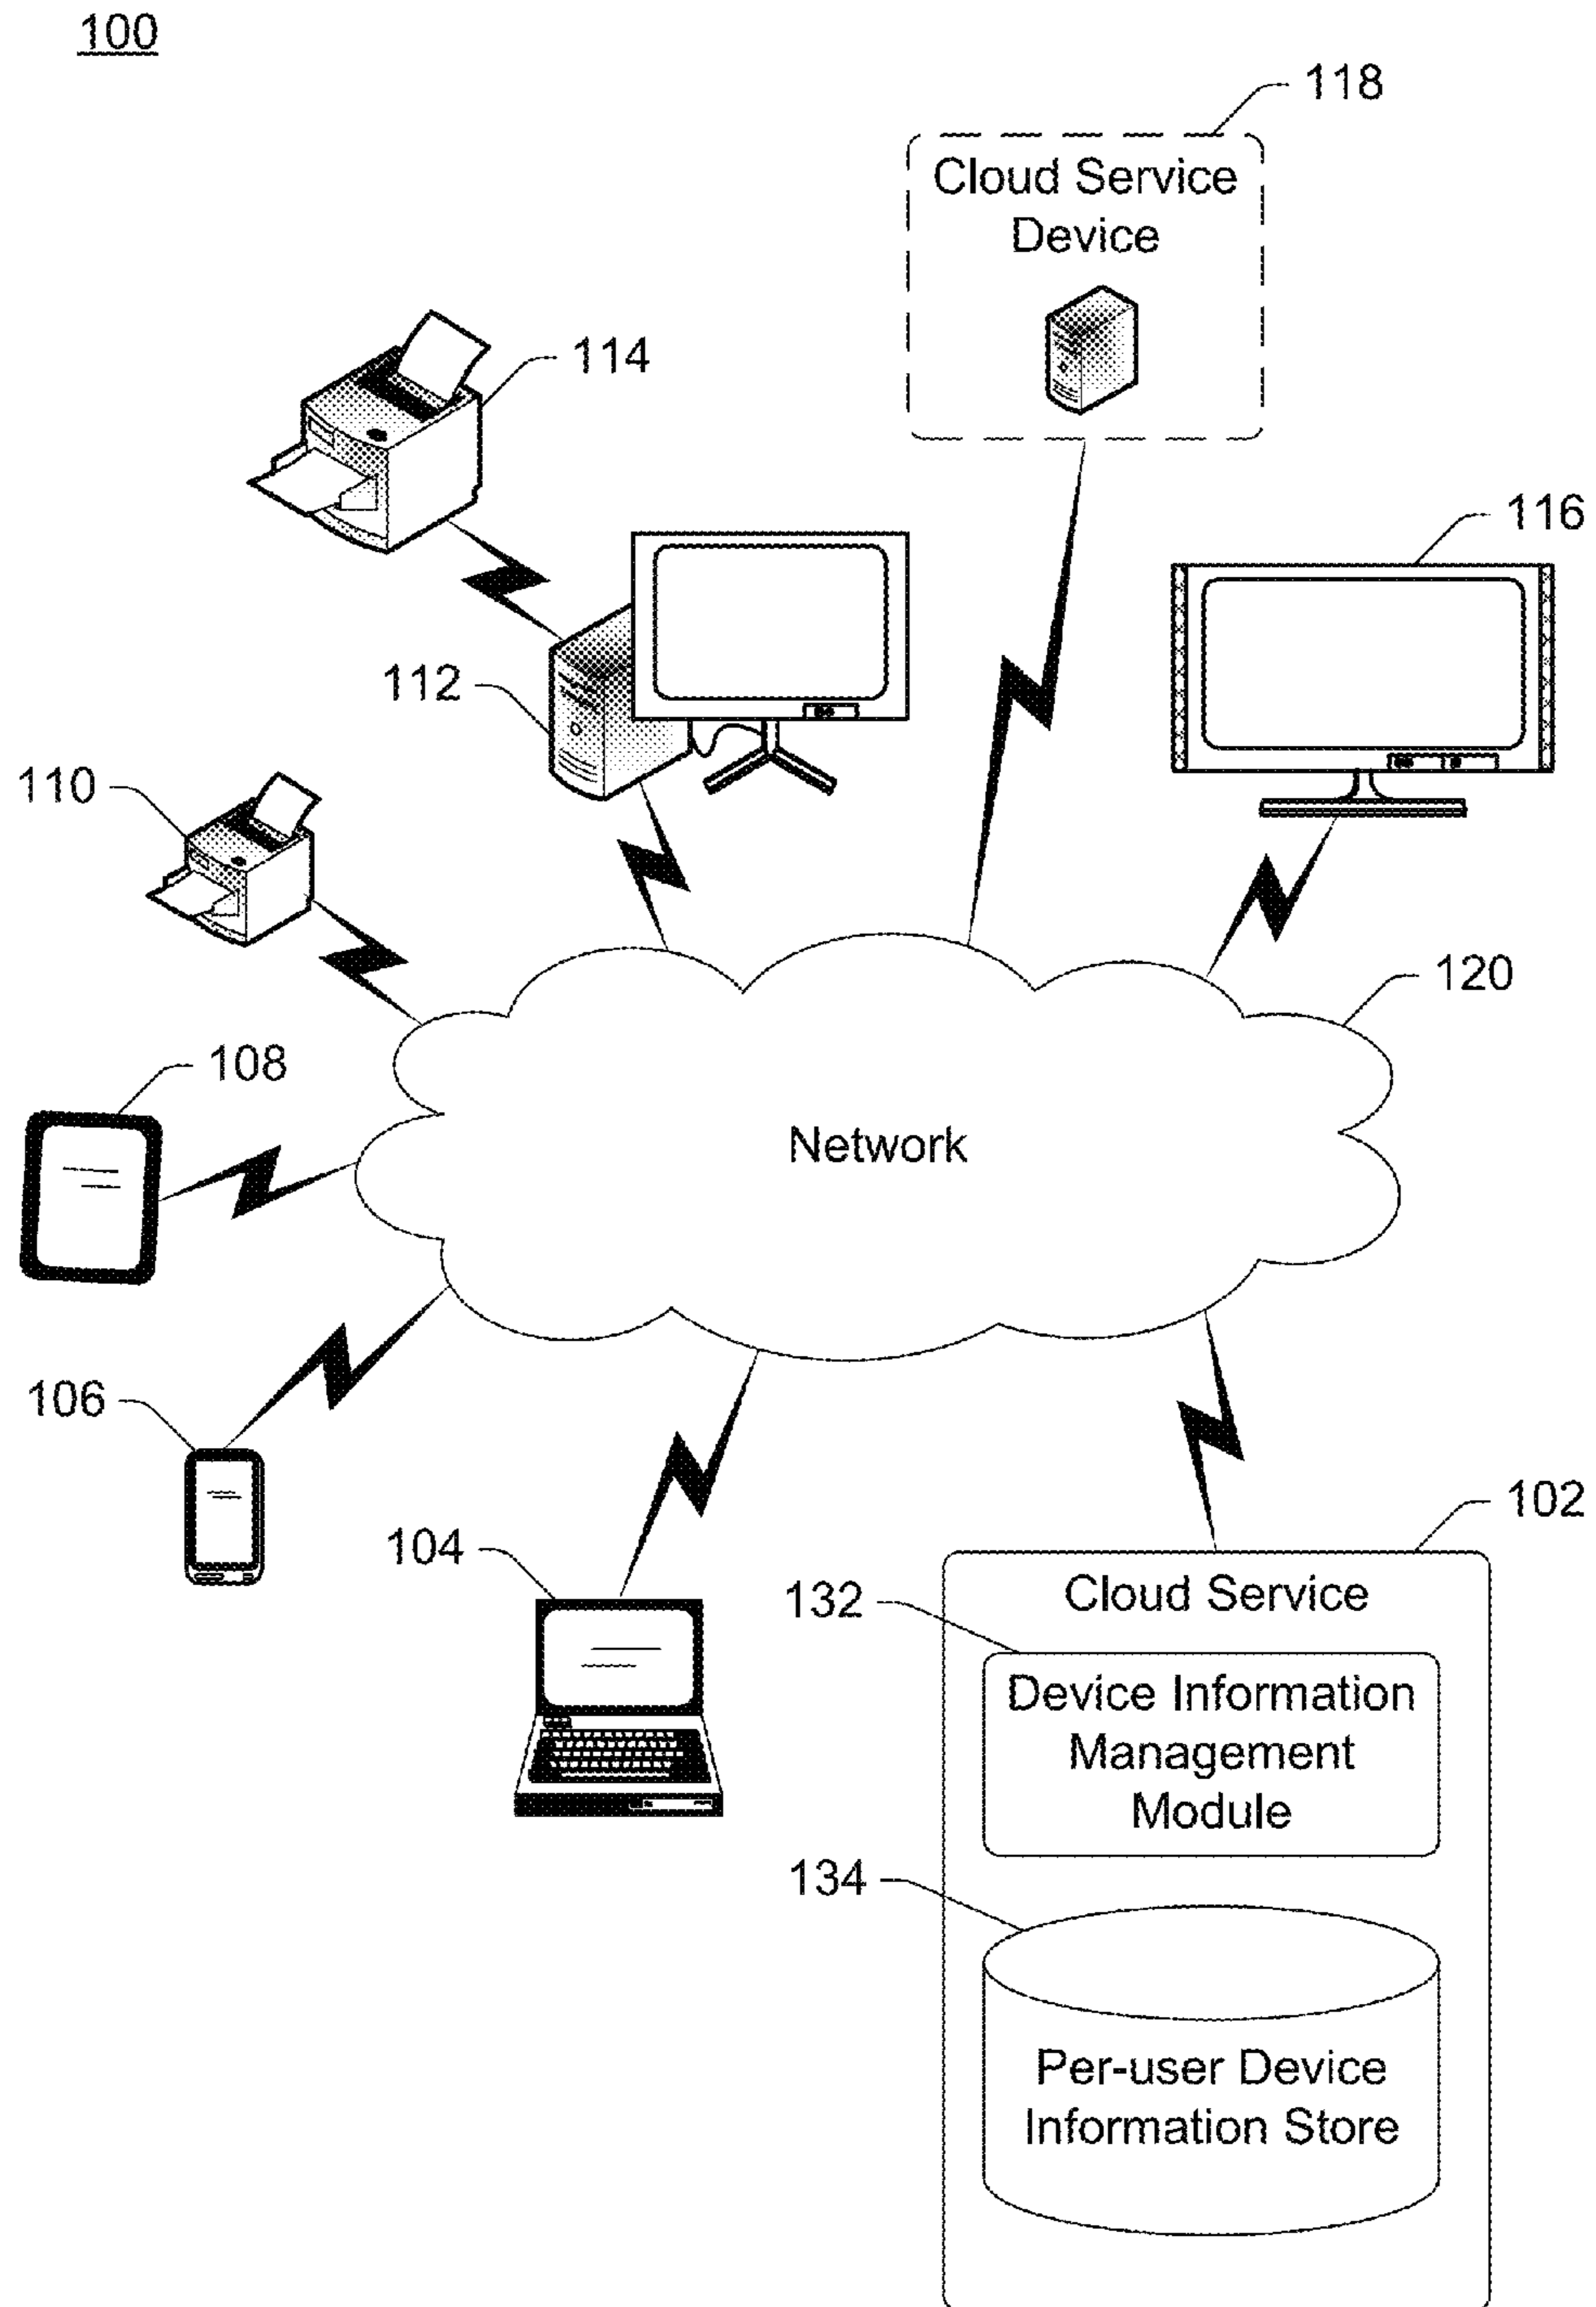 100
118
Cloud Service
Device
114
116
112
110
120
108
Network
106
102
104
Cloud Service
132
Device Information
Management
Module
134
Per-user Device
Information Store